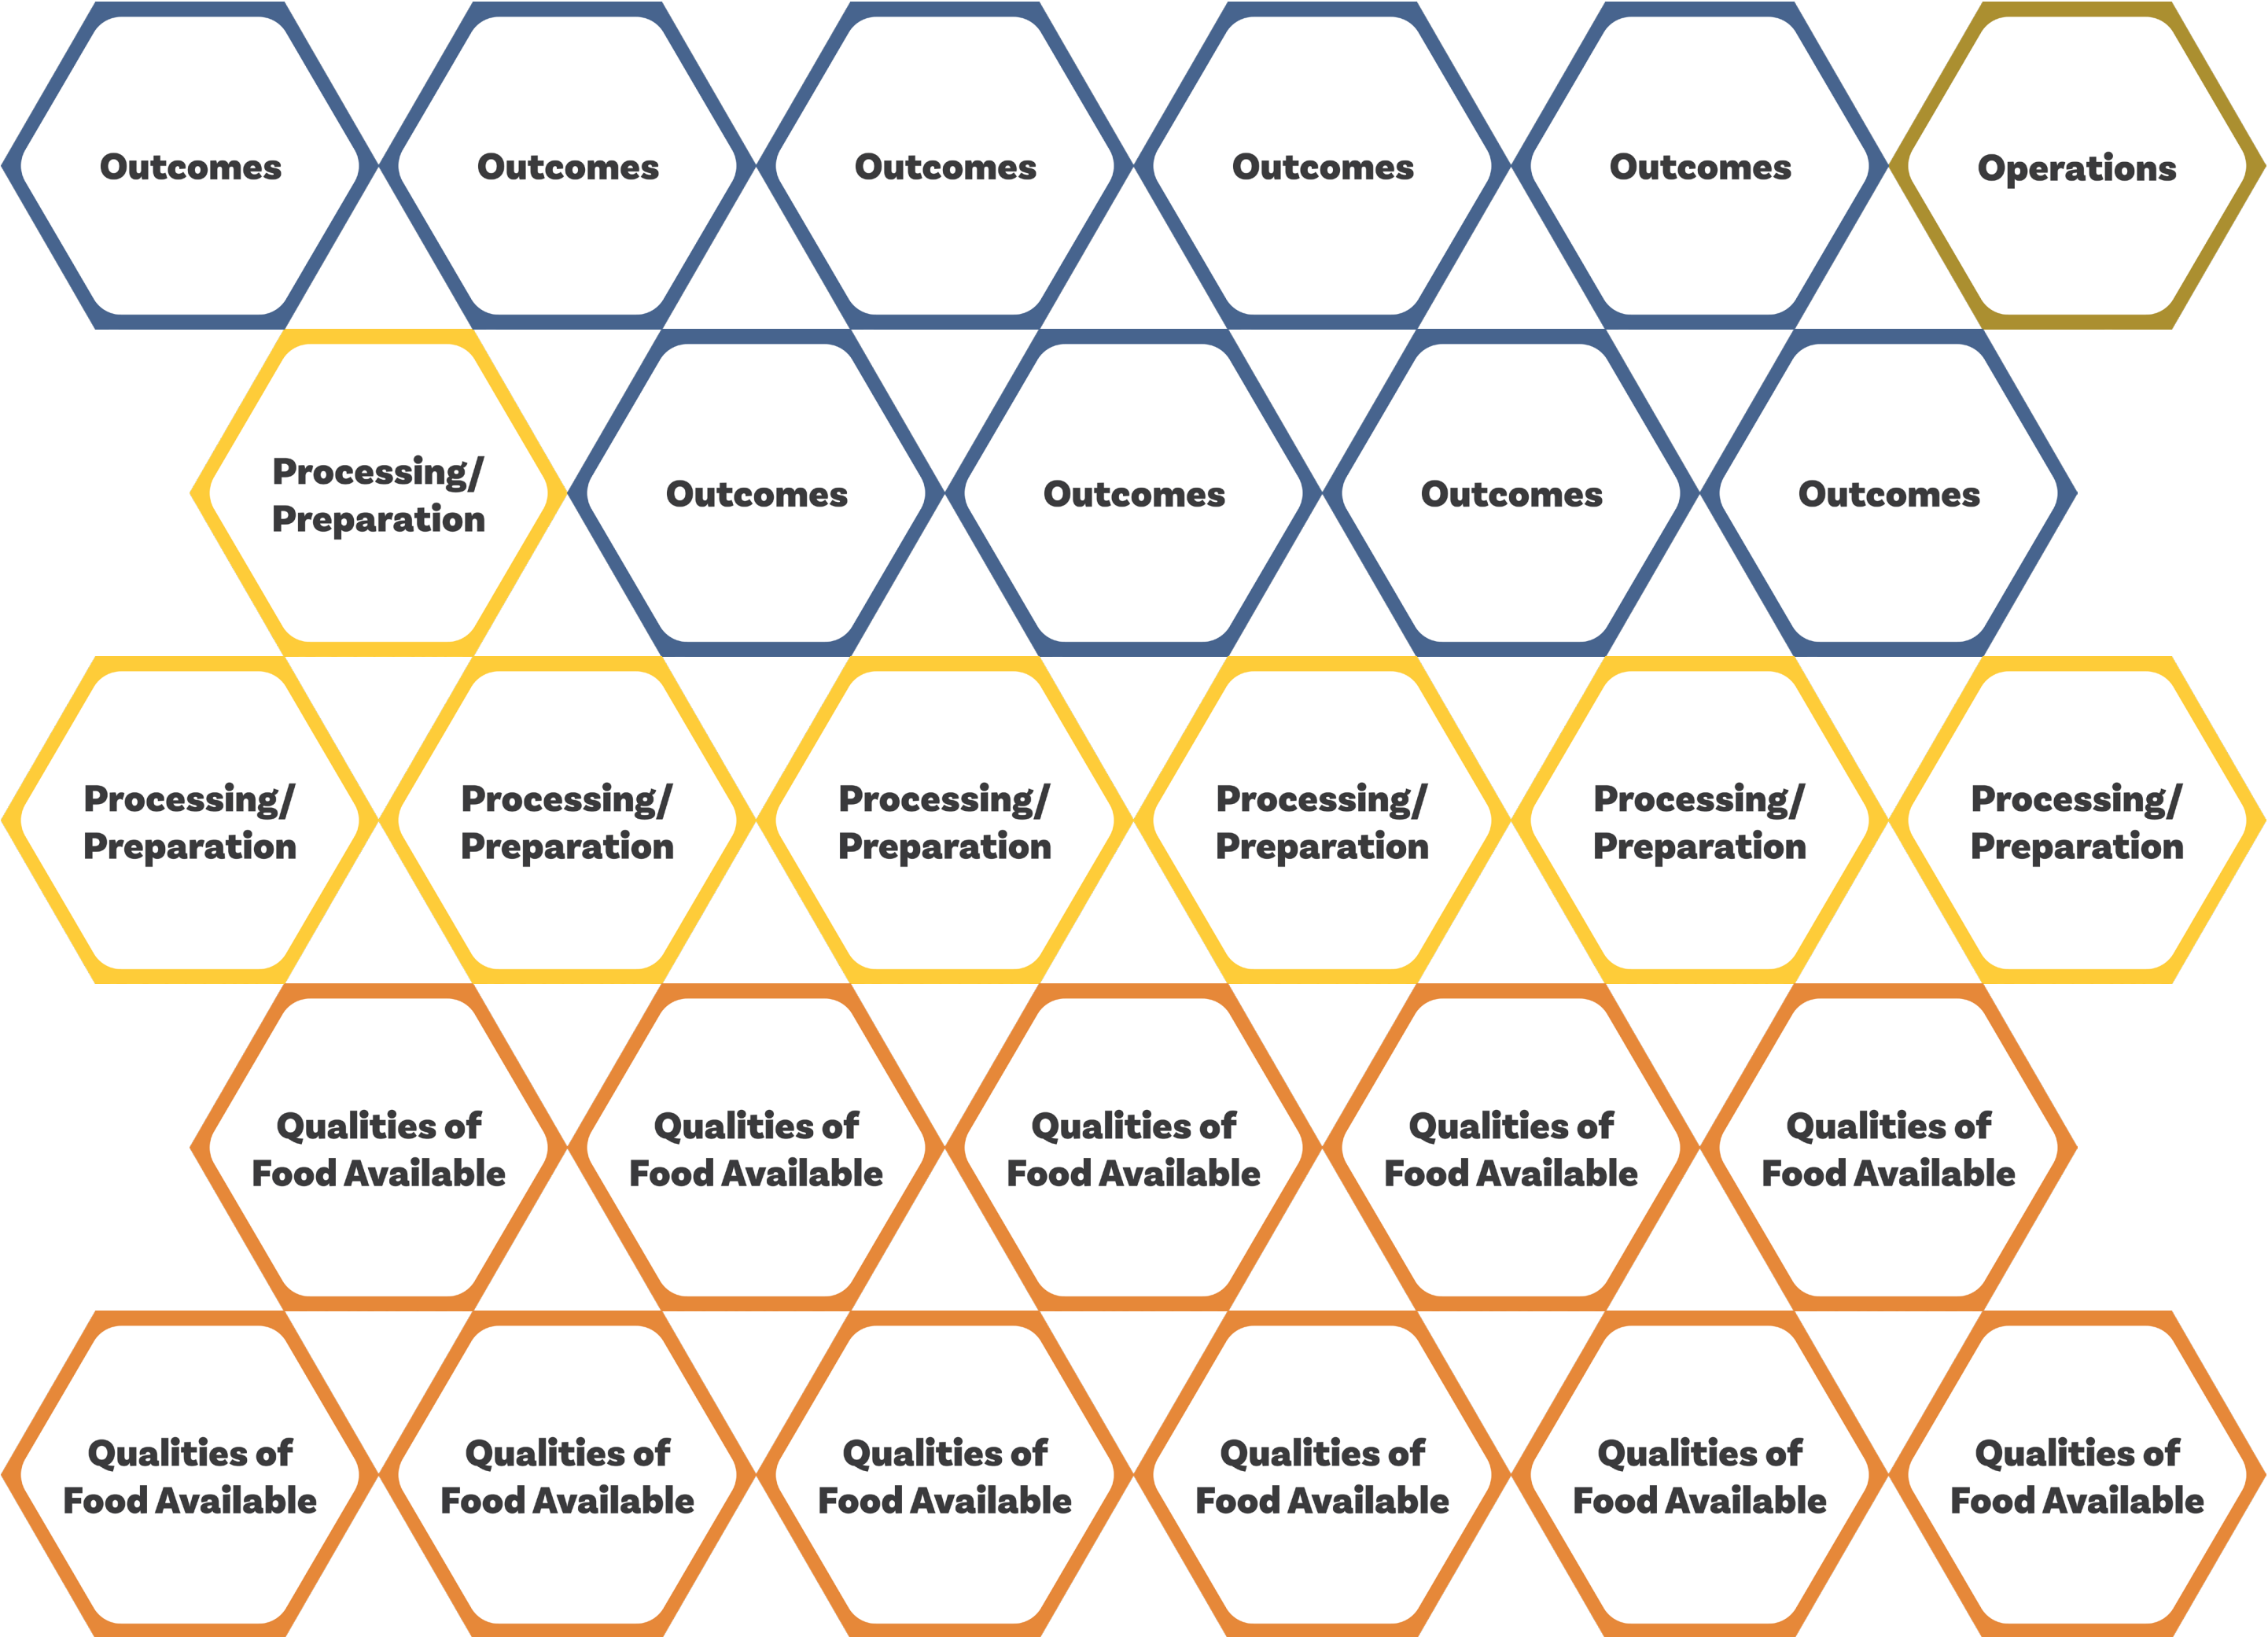 Outcomes
Outcomes
Outcomes
Outcomes
Outcomes
Operations
Processing/
Preparation
Outcomes
Outcomes
Outcomes
Outcomes
Processing/
Preparation
Processing/
Preparation
Processing/
Preparation
Processing/
Preparation
Processing/
Preparation
Processing/
Preparation
Qualities of
Food Available
Qualities of
Food Available
Qualities of
Food Available
Qualities of
Food Available
Qualities of
Food Available
Qualities of
Food Available
Qualities of
Food Available
Qualities of
Food Available
Qualities of
Food Available
Qualities of
Food Available
Qualities of
Food Available